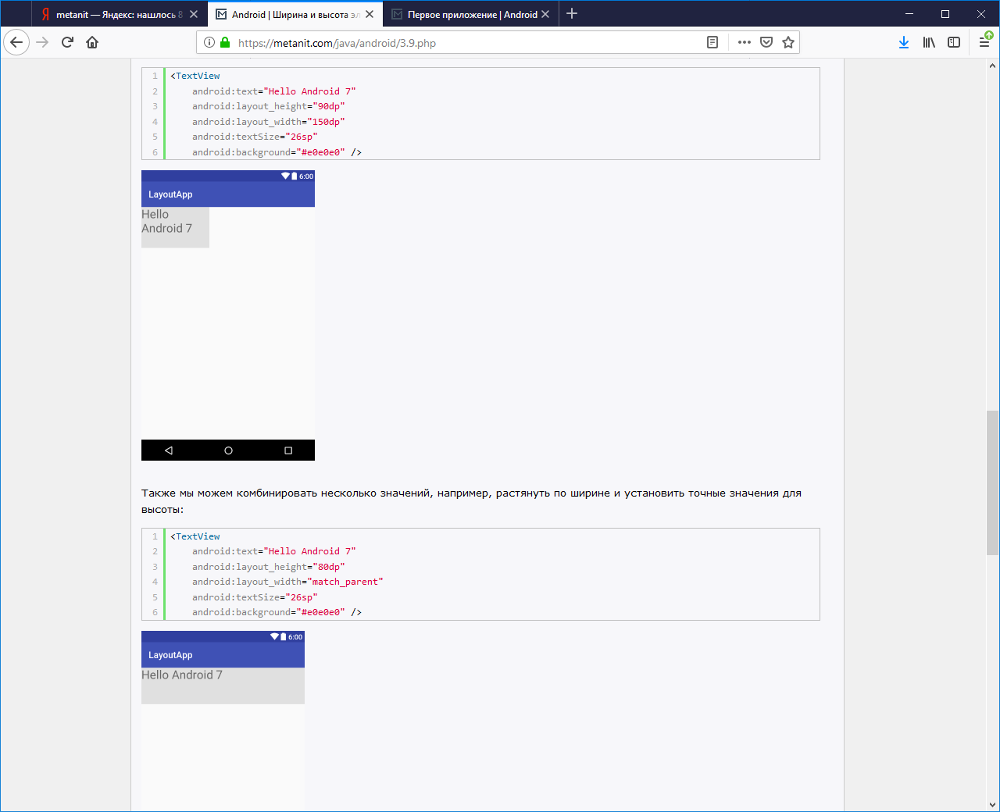 metanit — Яндекс: нашлось 8
Android | Ширина и высота эл
Первое приложение | Android
https://metanit.com/java/android/3.9.php
1 <TextView
2 android:text="Hello Android 7"
3 android:layout_height="90dp"
4 android:layout_width="150dp"
5 android:textSize="26sp"
6 android:background="#e0e0e0" />
6:00
LayoutApp
Hello
Android 7
Также мы можем комбинировать несколько значений, например, растянуть по ширине и установить точные значения для
высоты:
1 <TextView
2 android:text="Hello Android 7"
3 android:layout_height="80dp"
4 android:layout_width="match_parent"
5 android:textSize="26sp"
6 android:background="#e0e0e0" />
6:00
LayoutApp
Hello Android 7